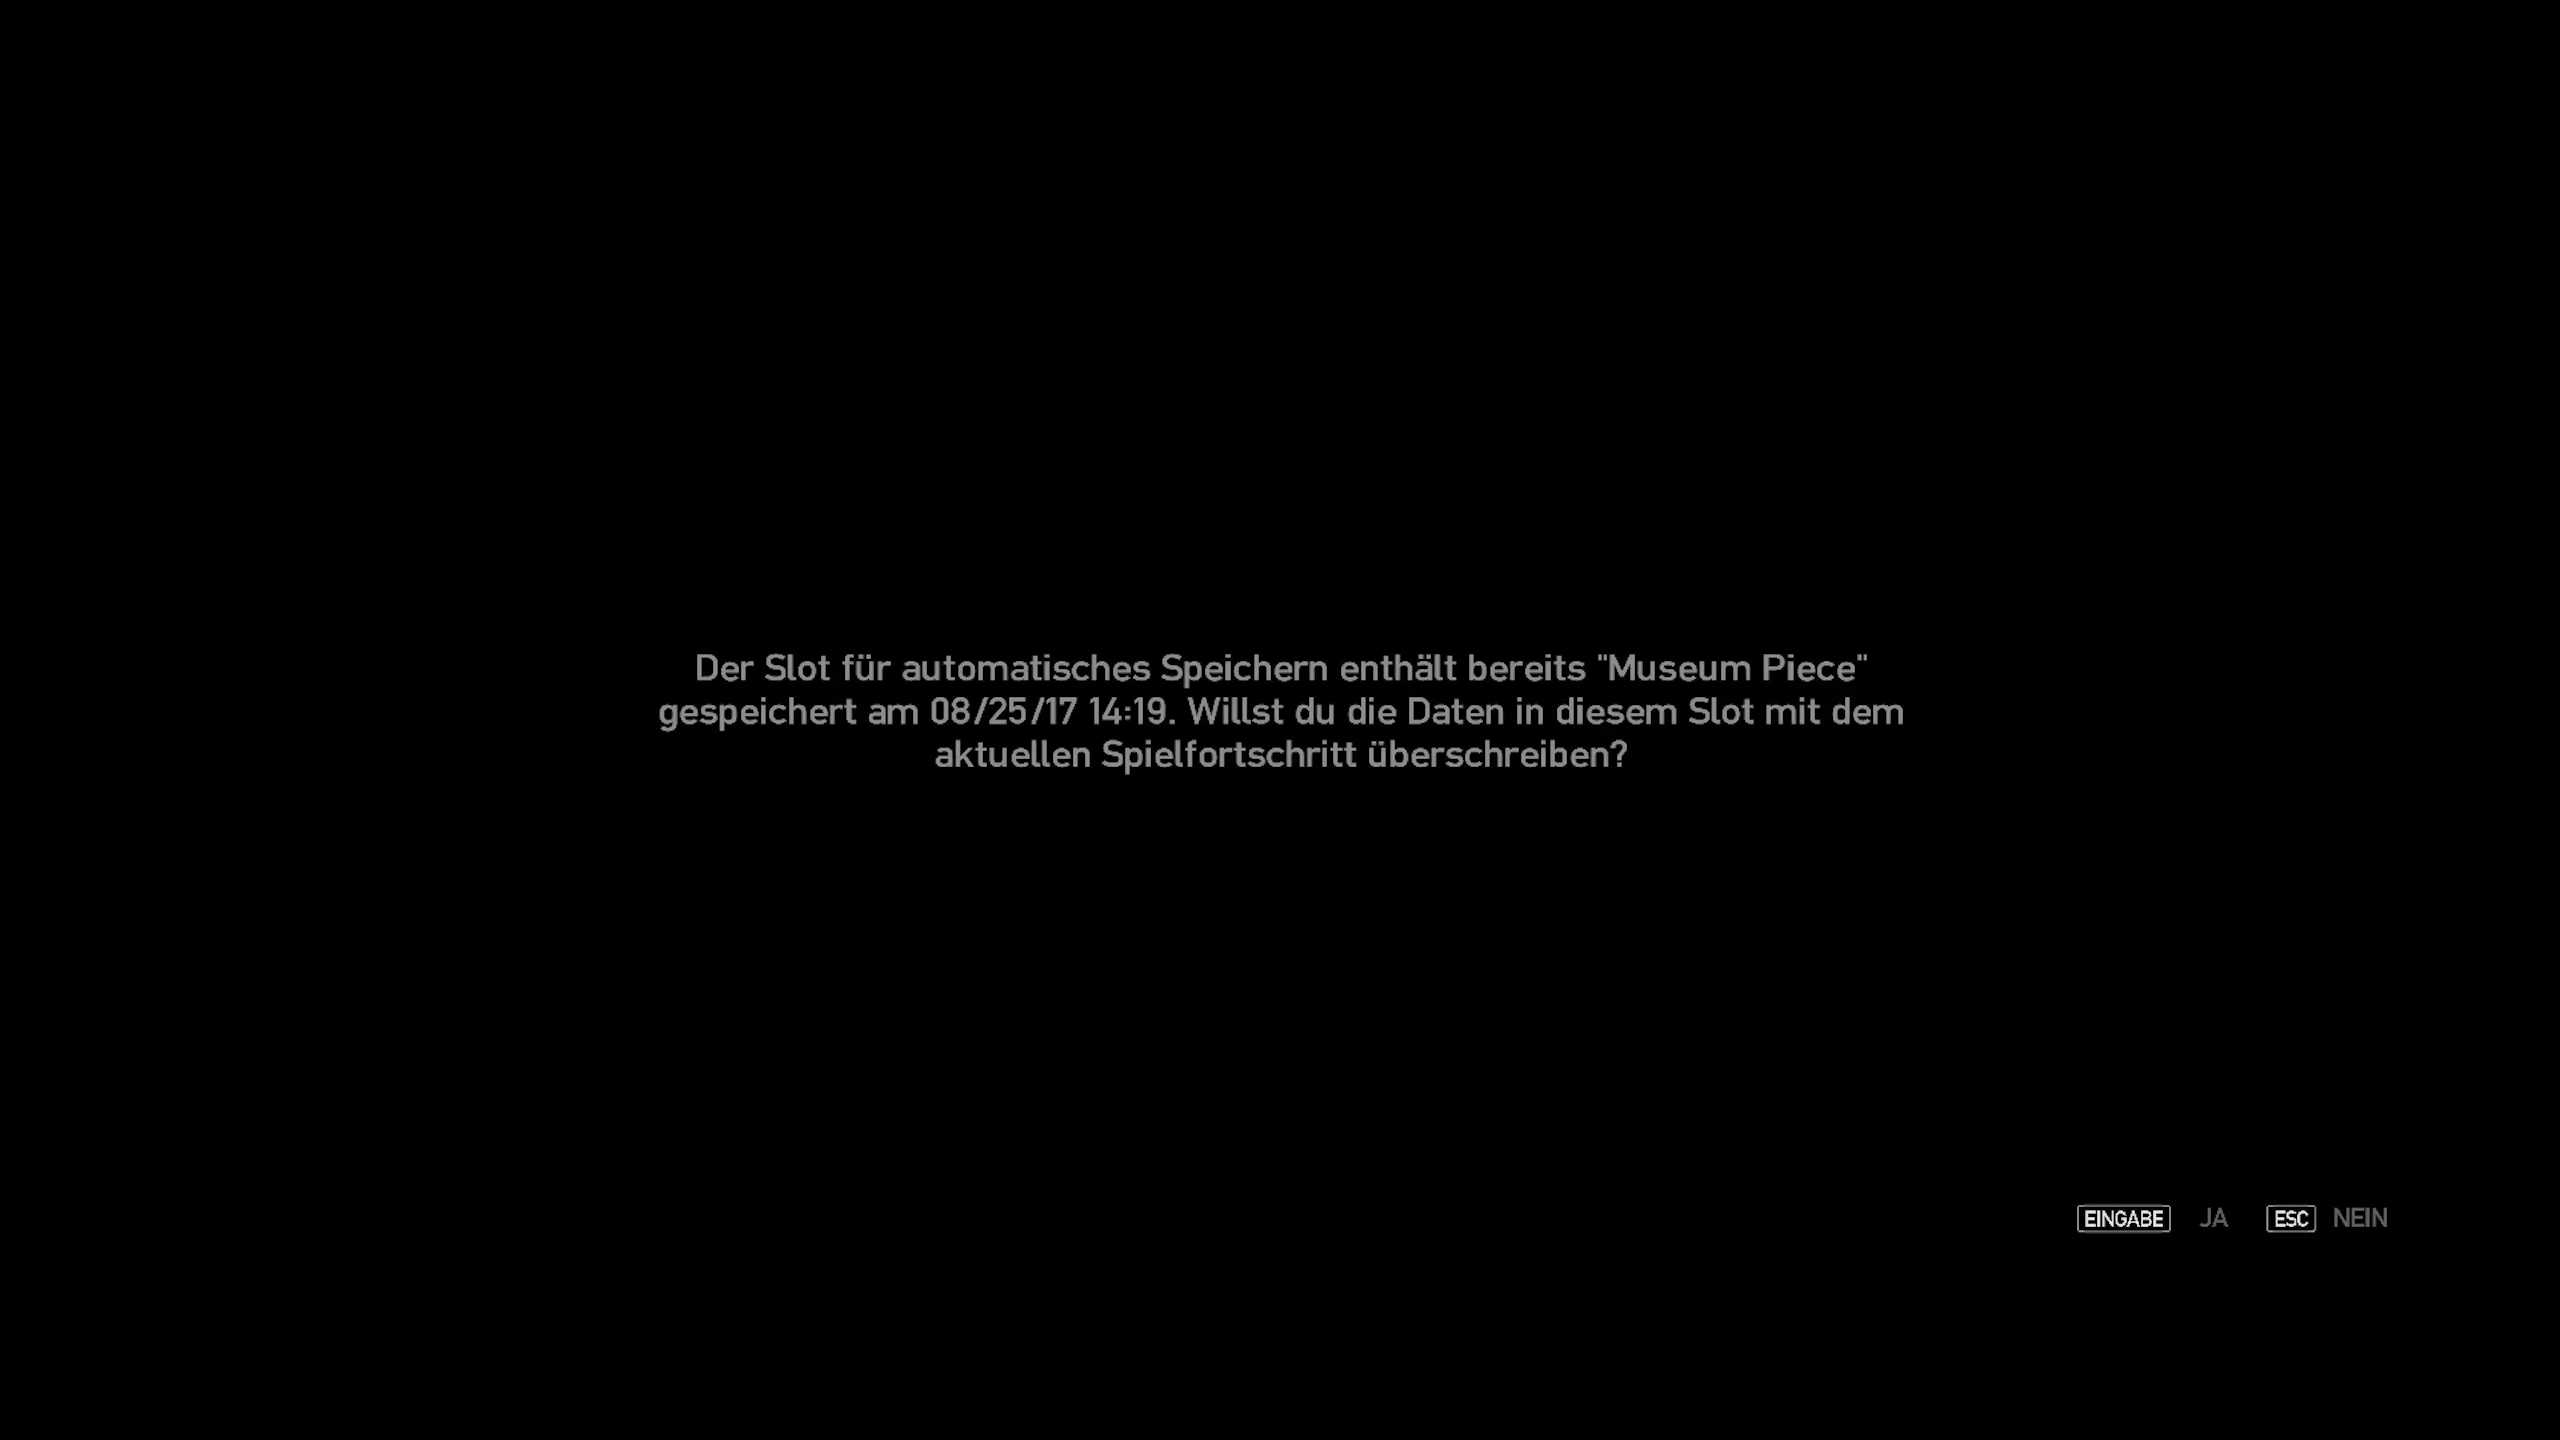 Der Slot für automatisches Speichern enthält bereits "Museum Piece"
gespeichert am 08/25/17 14:19. Willst du die Daten in diesem Slot mit dem
aktuellen Spielfortschritt überschreiben?
EINGABE JA ESC NEIN